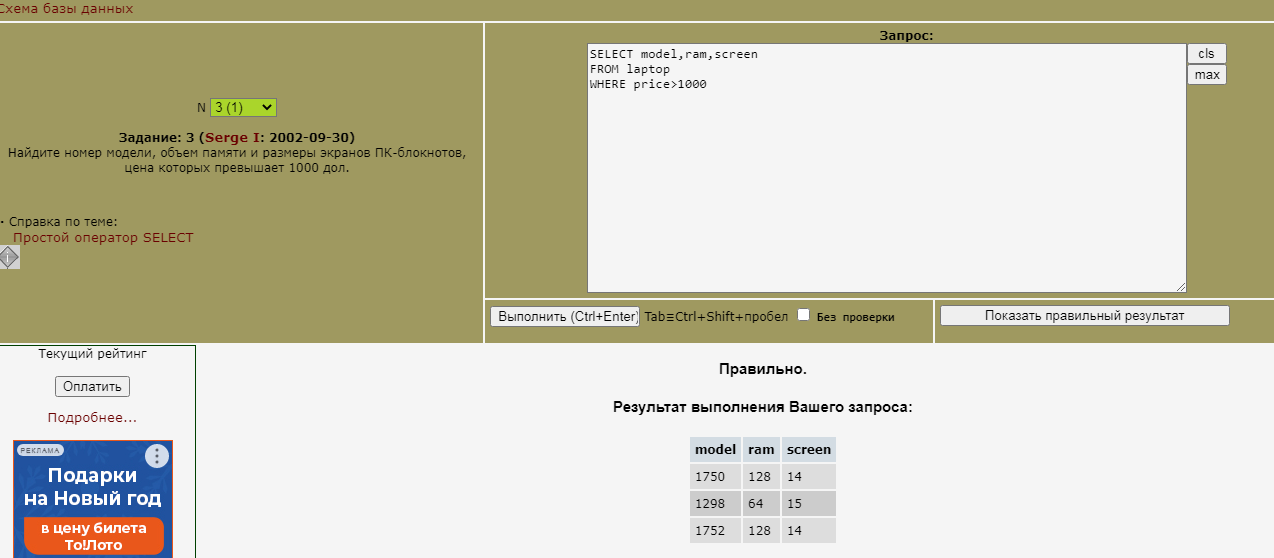 Схема базы данных
N 3 (1)
Задание: 3 (Serge I: 2002-09-30)
Найдите номер модели, объем памяти и размеры экранов ПК-блокнотов,
цена которых превышает 1000 дол.
· Справка по теме:
Простой оператор SELECT
Запрос:
SELECT model,ram,screen
FROM laptop
WHERE price>1000
cls
max
Выполнить (Ctrl+Enter) Tab≡Ctrl+Shift+пробел Без проверки
Показать правильный результат
Текущий рейтинг
Оплатить
Подробнее...
РЕКЛАМА
Подарки
на Новый год
в цену билета
То!Лото
Правильно.
Результат выполнения Вашего запроса:
model ram screen
1750 128 14
1298 64 15
1752 128 14